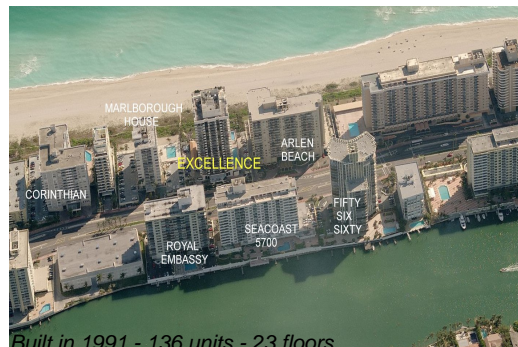 MARLBOROUGH
HOUSE
EXCELLENCE
ARLEN
BEACH
CORINTHIAN
FIFTY
SIX
SIXTY
SEACOAST
5700
ROYAL
EMBASSY
Built in 1991 - 136 units - 23 floors